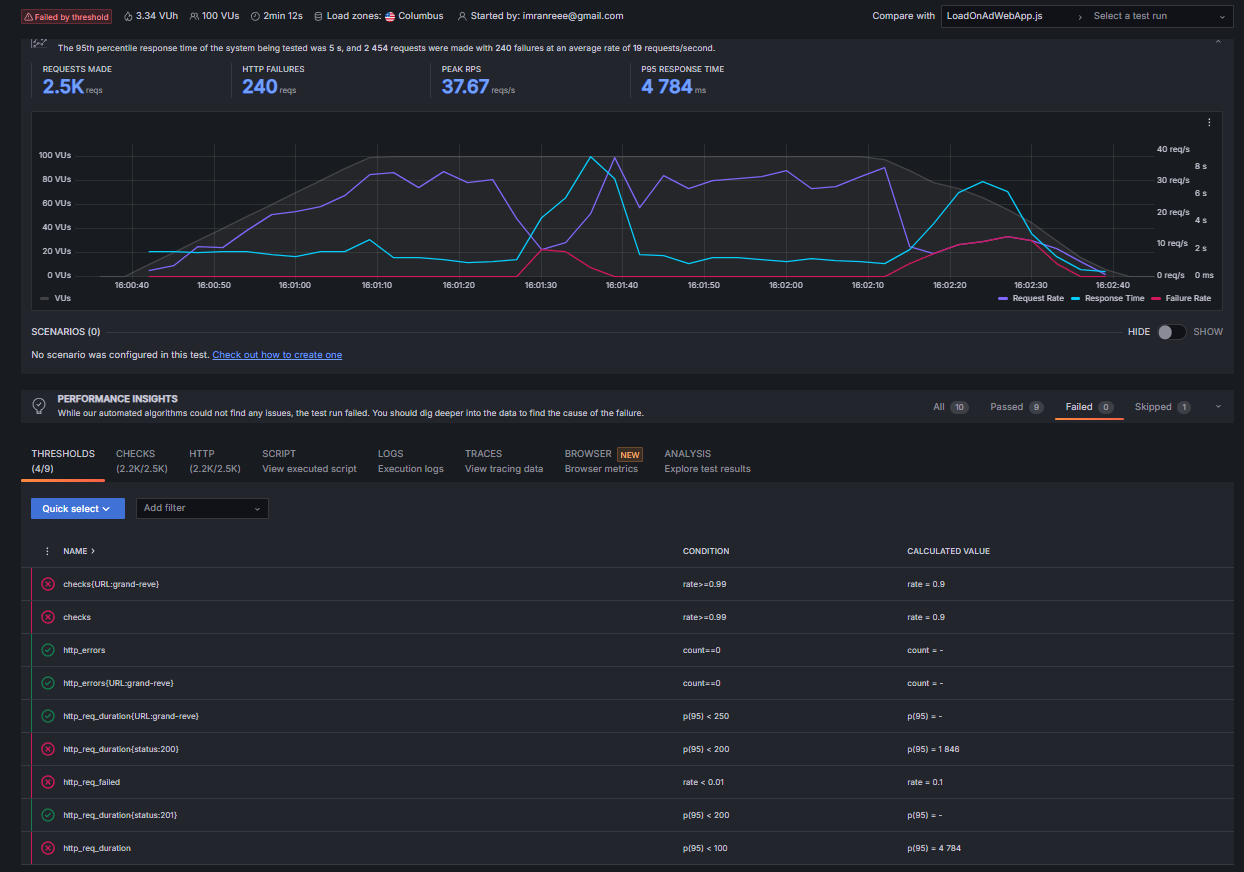 Failed by threshold 3.34 VUh 100 VUs 2min 12s Load zones: Columbus Started by: imranreee@gmail.com Compare with LoadOnAdWebApp.js › Select a test run
The 95th percentile response time of the system being tested was 5 s, and 2 454 requests were made with 240 failures at an average rate of 19 requests/second.
REQUESTS MADE HTTP FAILURES PEAK RPS P95 RESPONSE TIME
2.5K reqs 240 reqs 37.67 reqs/s 4 784 ms
100 VUs 40 req/s
8 s
80 VUs 30 req/s
6 s
60 VUs 20 req/s
4 s
40 VUs 10 req/s
20 VUs 2 s
0 VUs 0 req/s 0 ms
16:00:40 16:00:50 16:01:00 16:01:10 16:01:20 16:01:30 16:01:40 16:01:50 16:02:00 16:02:10 16:02:20 16:02:30 16:02:40
VUs Request Rate Response Time Failure Rate
SCENARIOS (0) HIDE SHOW
No scenario was configured in this test. Check out how to create one
PERFORMANCE INSIGHTS
While our automated algorithms could not find any issues, the test run failed. You should dig deeper into the data to find the cause of the failure.
All 10 Passed 9 Failed 0 Skipped 1
THRESHOLDS CHECKS HTTP SCRIPT LOGS TRACES BROWSER NEW ANALYSIS
(4/9) (2.2K/2.5K) (2.2K/2.5K) View executed script Execution logs View tracing data Browser metrics Explore test results
Quick select Add filter
NAME › CONDITION CALCULATED VALUE
checks{URL:grand-reve} rate>=0.99 rate = 0.9
checks rate>=0.99 rate = 0.9
http_errors count==0 count = -
http_errors{URL:grand-reve} count==0 count = -
http_req_duration{URL:grand-reve} p(95) < 250 p(95) = -
http_req_duration{status:200} p(95) < 200 p(95) = 1 846
http_req_failed rate < 0.01 rate = 0.1
http_req_duration{status:201} p(95) < 200 p(95) = -
http_req_duration p(95) < 100 p(95) = 4 784